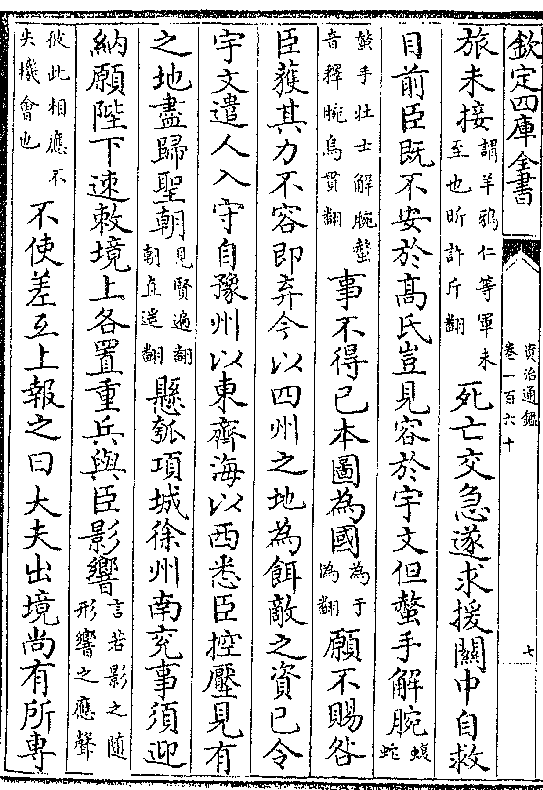 欽定四庫全書
資治通鑑
卷一百六十
七
旅未接謂羊鴉仁等軍未至也昕許斤翻死亡交急遂求援關中自救
目前臣既不安於髙氏豈見容於宇文但螫手解腕蝮蛇
螫手壯士解腕螫音釋腕烏貫翻事不得已本圖為國為于偽翻願不賜咎
臣獲其力不容即弃今以四州之地為餌敵之資已令
宇文遣人入守自豫州以東齊海以西悉臣控壓見有
之地盡歸聖朝見賢遍翻朝直遥翻懸瓠項城徐州南兖事須迎
納願陛下速敕境上各置重兵與臣影響言若影之隨形響之應聲
彼此相應不失機會也不使差互上報之曰大夫出境尚有所專